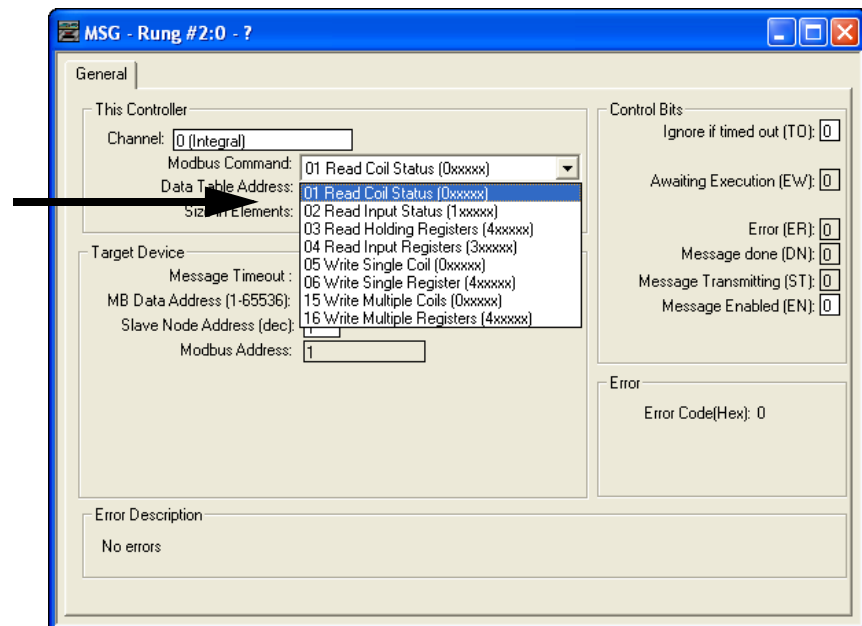 MSG - Rung #2:0 - ?
General
This Controller
Channel: 0 (Integral)
Modbus Command: 01 Read Coil Status (0xxxxx)
Data Table Address:
Size in Elements:
01 Read Coil Status (0xxxxx)
02 Read Input Status (1xxxxx)
03 Read Holding Registers (4xxxxx)
04 Read Input Registers (3xxxxx)
05 Write Single Coil (0xxxxx)
06 Write Single Register (4xxxxx)
15 Write Multiple Coils (0xxxxx)
16 Write Multiple Registers (4xxxxx)
Target Device
Message Timeout :
MB Data Address (1-65536):
Slave Node Address (dec):
Modbus Address: 1
Control Bits
Ignore if timed out (TO): 0
Awaiting Execution (EW): 0
Error (ER): 0
Message done (DN): 0
Message Transmitting (ST): 0
Message Enabled (EN): 0
Error
Error Code(Hex): 0
Error Description
No errors